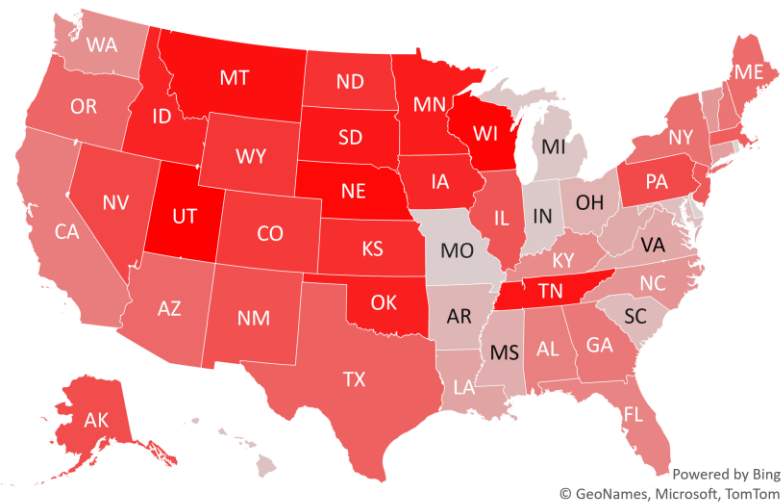 WA
MT
ND
MN
ME
OR
ID
SD
WI
NY
WY
MI
NE
IA
PA
NV
UT
IL
IN
OH
CA
CO
KS
MO
VA
KY
NC
AZ
NM
OK
TN
AR
SC
MS
AL
GA
TX
LA
AK
FL
Powered by Bing
© GeoNames, Microsoft, TomTom